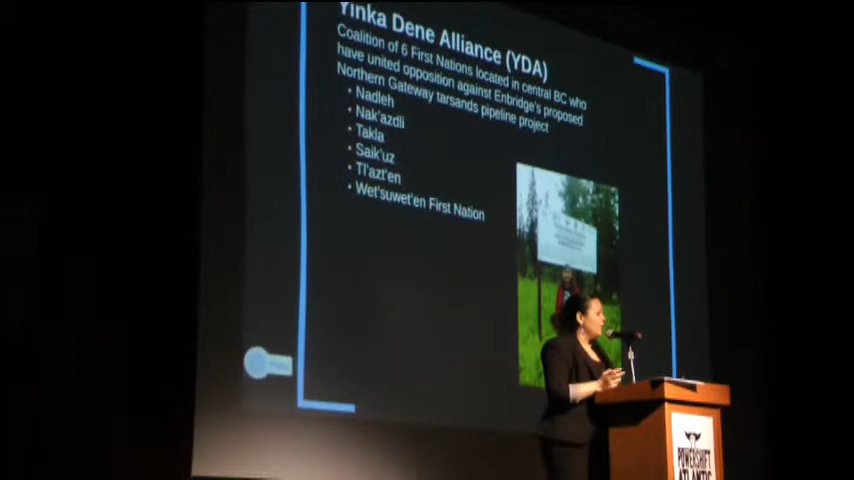 Yinka Dene Alliance (YDA)
Coalition of 6 First Nations located in central BC who
have united opposition against Enbridge's proposed
Northern Gateway tarsands pipeline project
• Nadleh
• Nak'azdli
• Takla
• Saik'uz
• Tl'azt'en
• Wet'suwet'en First Nation
POWERSHIFT
ATLANTIC